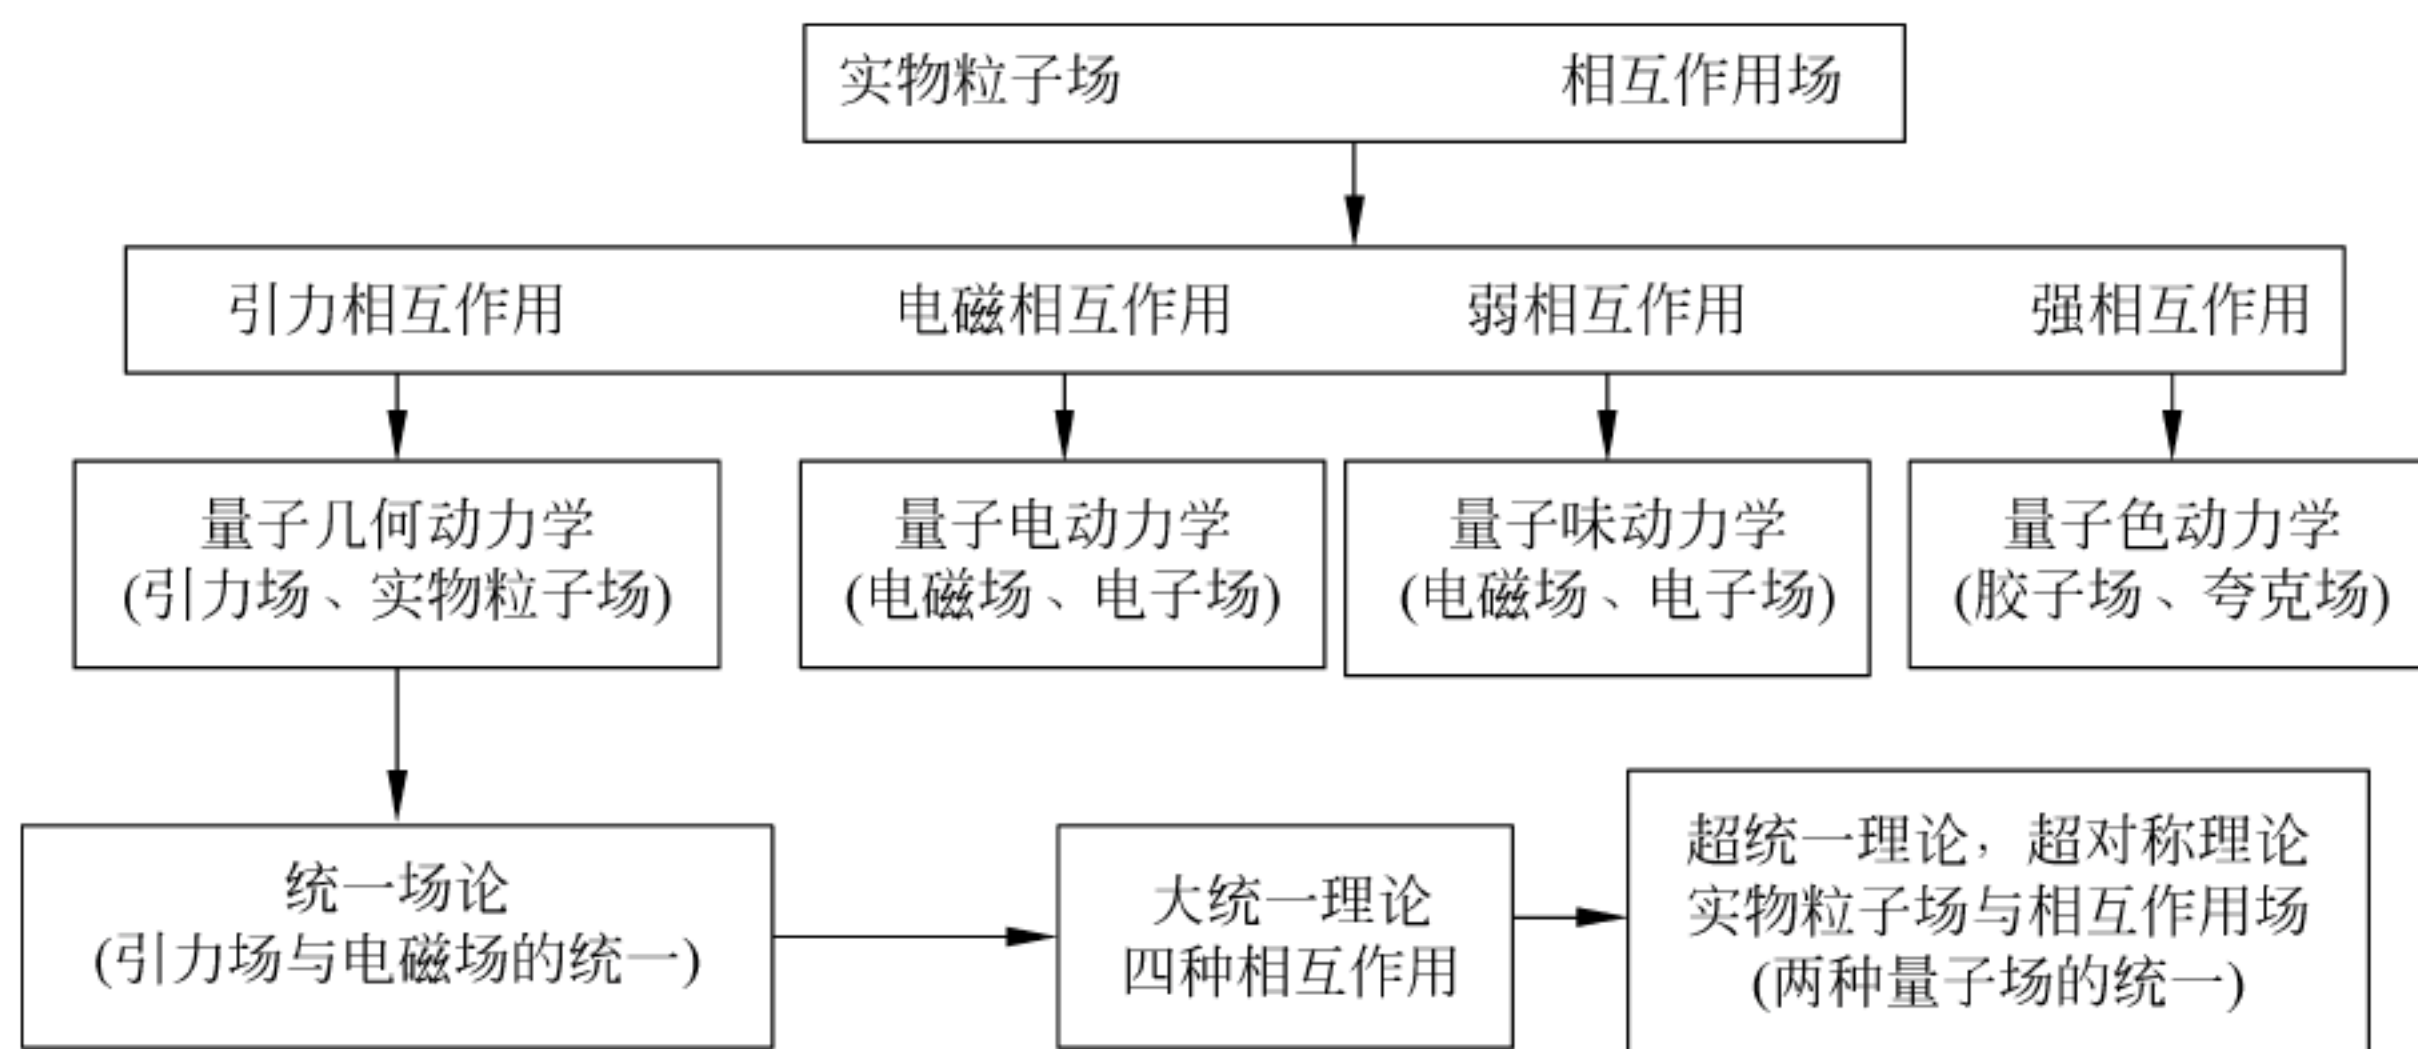 实物粒子场 相互作用场
引力相互作用 电磁相互作用 弱相互作用 强相互作用
量子几何动力学
(引力场、实物粒子场)
量子电动力学
(电磁场、电子场)
量子味动力学
(电磁场、电子场)
量子色动力学
(胶子场、夸克场)
统一场论
(引力场与电磁场的统一)
大统一理论
四种相互作用
超统一理论，超对称理论
实物粒子场与相互作用场
(两种量子场的统一)